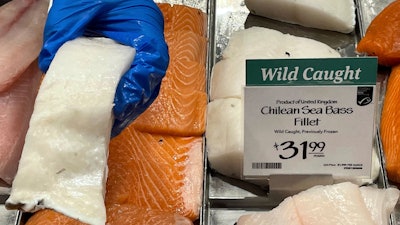 Wild Caught
Product of United Kingdom
Chilean Sea Bass
Fillet
Wild Caught, Previously Frozen
$31.99